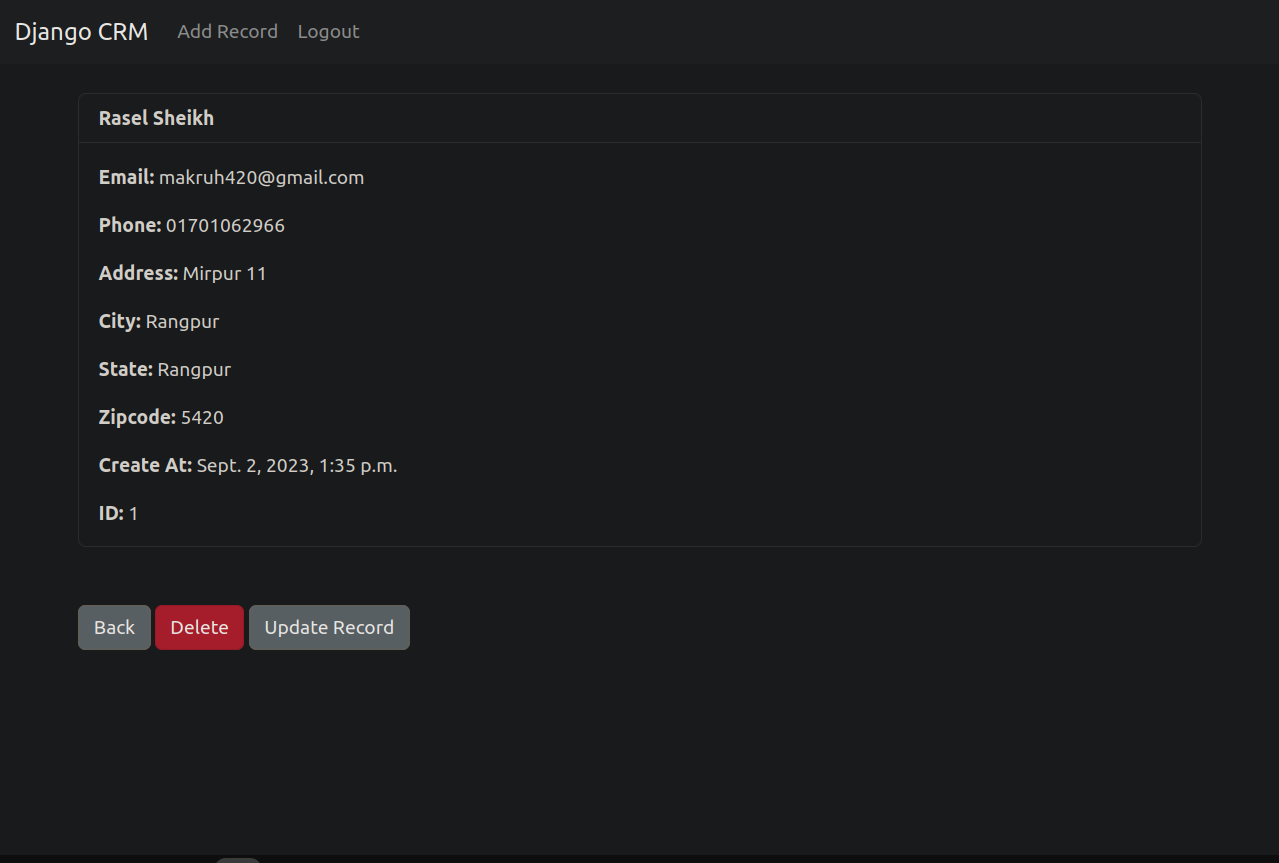 Django CRM Add Record Logout
Rasel Sheikh
Email: makruh420@gmail.com
Phone: 01701062966
Address: Mirpur 11
City: Rangpur
State: Rangpur
Zipcode: 5420
Create At: Sept. 2, 2023, 1:35 p.m.
ID: 1
Back Delete Update Record